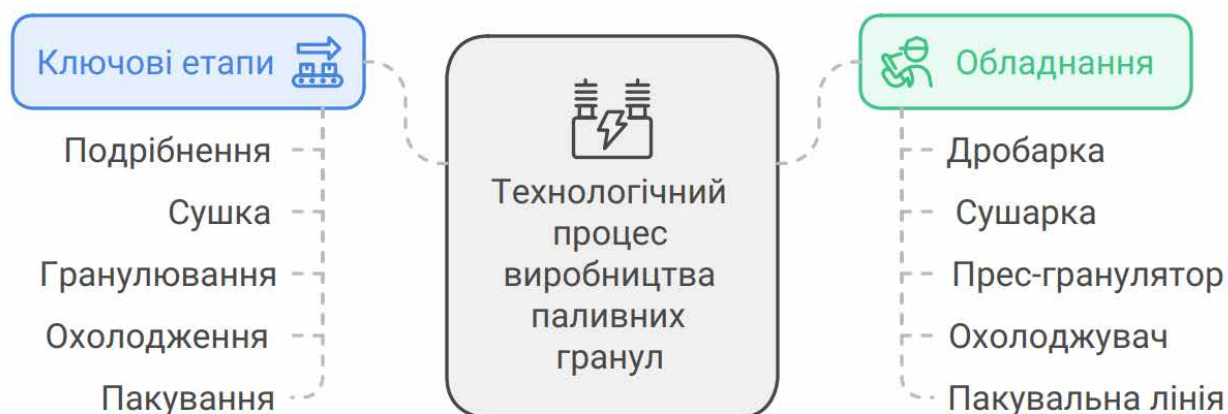 Ключові етапи
Подрібнення
Сушка
Гранулювання
Охолодження
Пакування
Технологічний
процес
виробництва
паливних
гранул
Обладнання
Дробарка
Сушарка
Прес-гранулятор
Охолоджувач
Пакувальна лінія